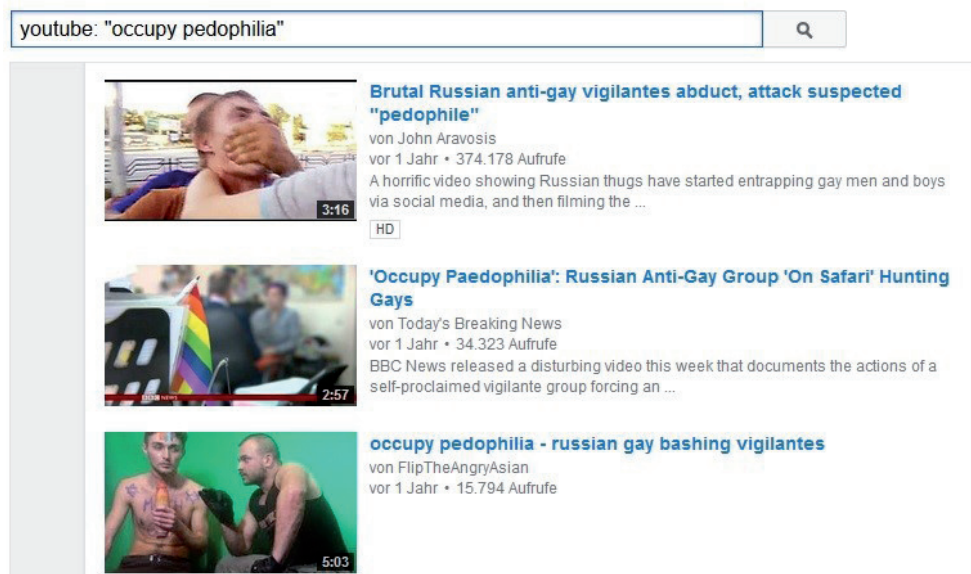 youtube: "occupy pedophilia"
Brutal Russian anti-gay vigilantes abduct, attack suspected
"pedophile"
von John Aravosis
vor 1 Jahr • 374.178 Aufrufe
A horrific video showing Russian thugs have started entrapping gay men and boys
via social media, and then filming the ...
HD
3:16
'Occupy Paedophilia': Russian Anti-Gay Group 'On Safari' Hunting
Gays
von Today's Breaking News
vor 1 Jahr • 34.323 Aufrufe
BBC News released a disturbing video this week that documents the actions of a
self-proclaimed vigilante group forcing an ...
BBC NEWS
2:57
occupy pedophilia - russian gay bashing vigilantes
von FlipTheAngryAsian
vor 1 Jahr • 15.794 Aufrufe
5:03